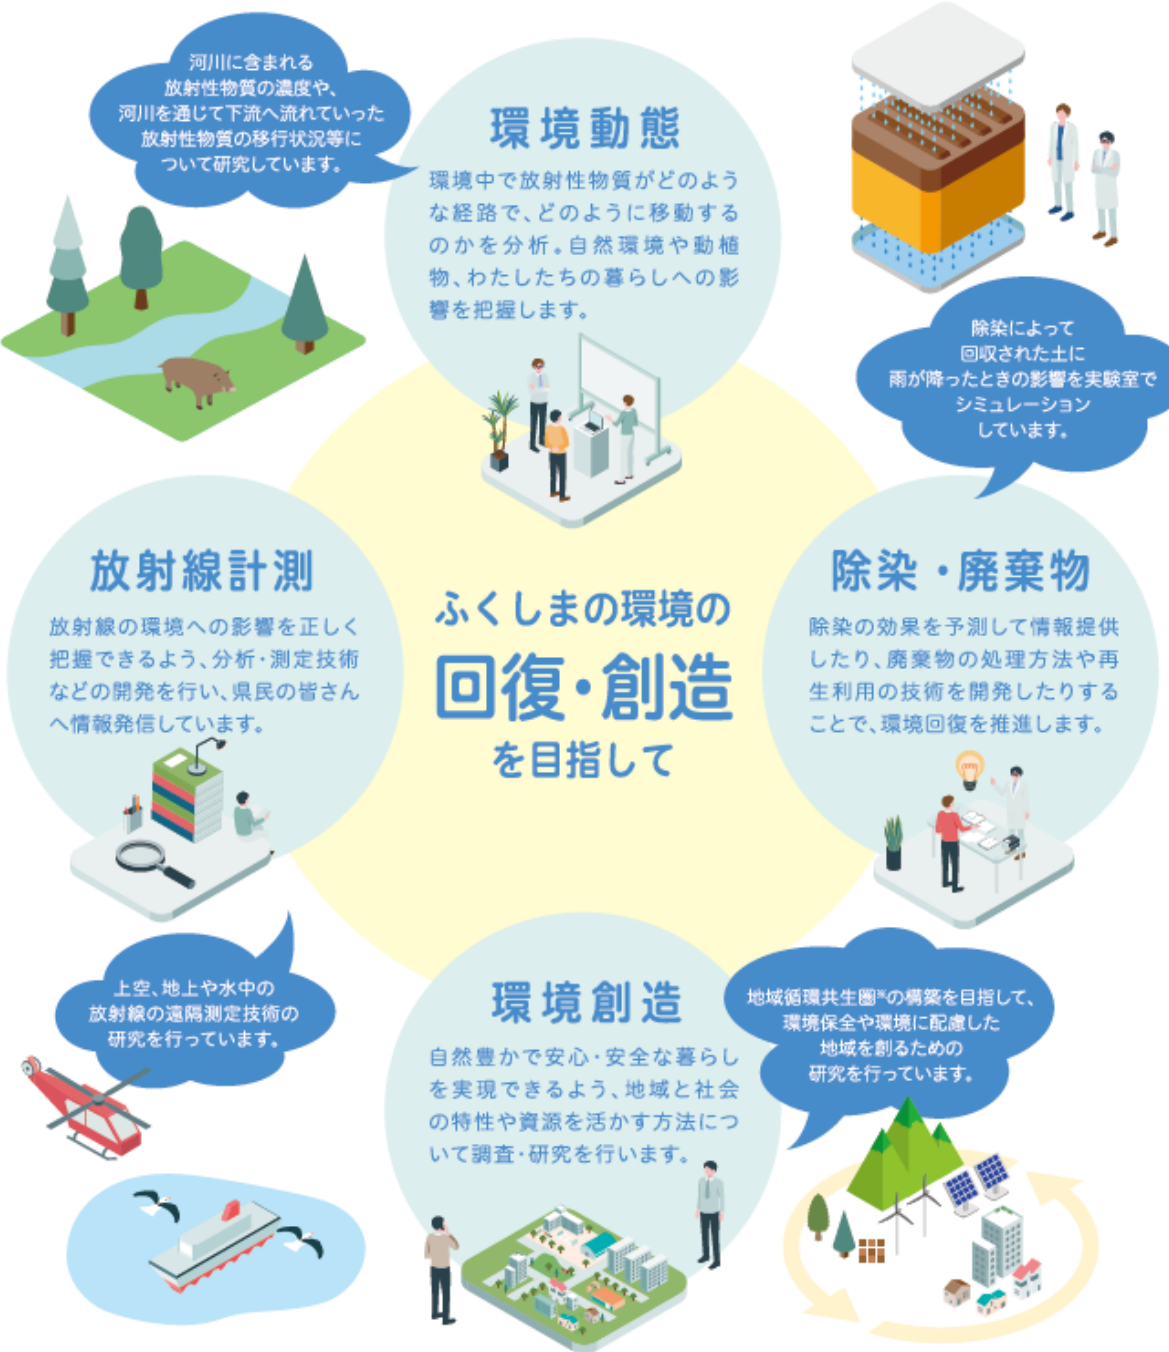 河川に含まれる
放射性物質の濃度や、
河川を通じて下流へ流れていった
放射性物質の移行状況等に
ついて研究しています。
環境動態
環境中で放射性物質がどのよう
な経路で、どのように移動する
のかを分析。自然環境や動植
物、わたしたちの暮らしへの影
響を把握します。
除染によって
回収された土に
雨が降ったときの影響を実験室で
シミュレーション
しています。
放射線計測
放射線の環境への影響を正しく
把握できるよう、分析・測定技術
などの開発を行い、県民の皆さん
へ情報発信しています。
ふくしまの環境の
回復・創造
を目指して
除染・廃棄物
除染の効果を予測して情報提供
したり、廃棄物の処理方法や再
生利用の技術を開発したりする
ことで、環境回復を推進します。
上空、地上や水中の
放射線の遠隔測定技術の
研究を行っています。
環境創造
自然豊かで安心・安全な暮らし
を実現できるよう、地域と社会
の特性や資源を活かす方法につ
いて調査・研究を行います。
地域循環共生圏※の構築を目指して、
環境保全や環境に配慮した
地域を創るための
研究を行っています。